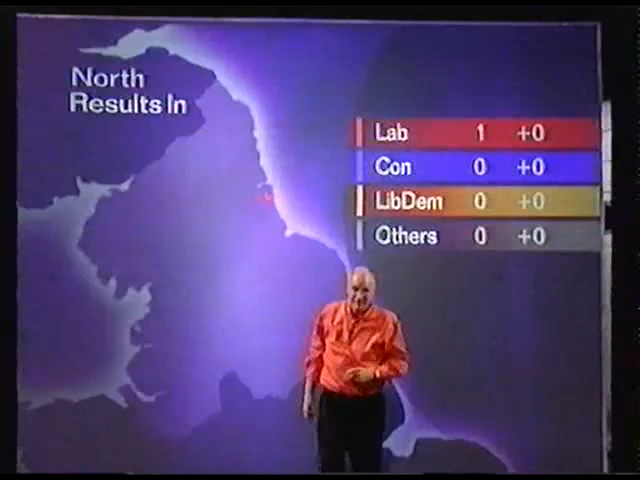 North
Results In
Lab 1 +0
Con 0 +0
LibDem 0 +0
Others 0 +0